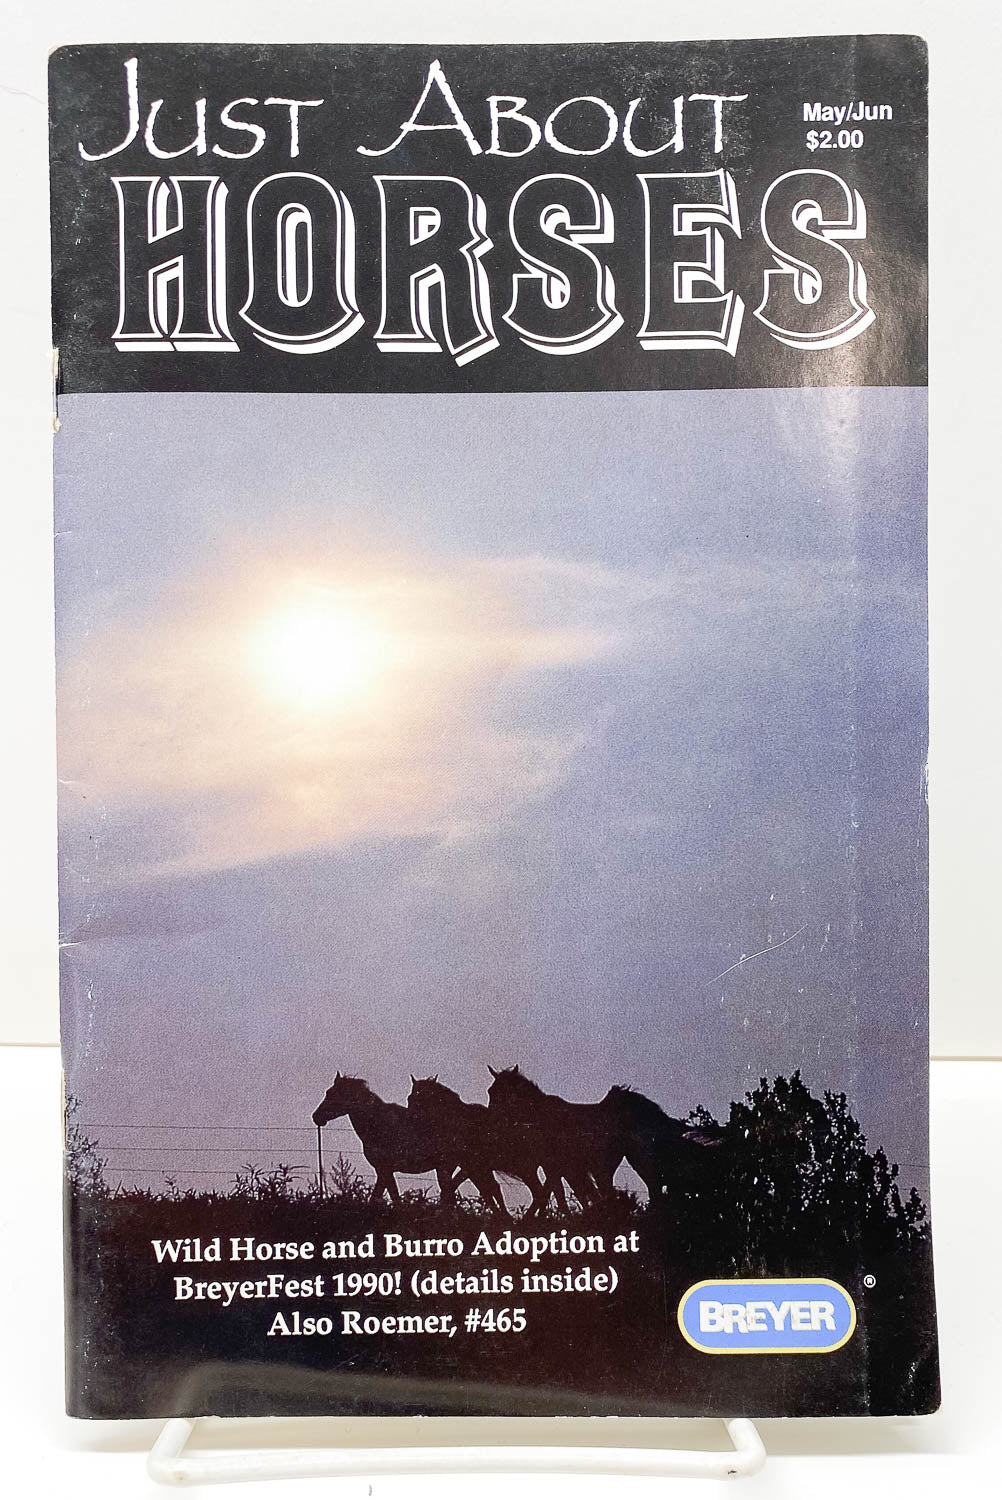 Just About
May/Jun
$2.00
HORSES
Wild Horse and Burro Adoption at
BreyerFest 1990! (details inside)
Also Roemer, #465
BREYER ®